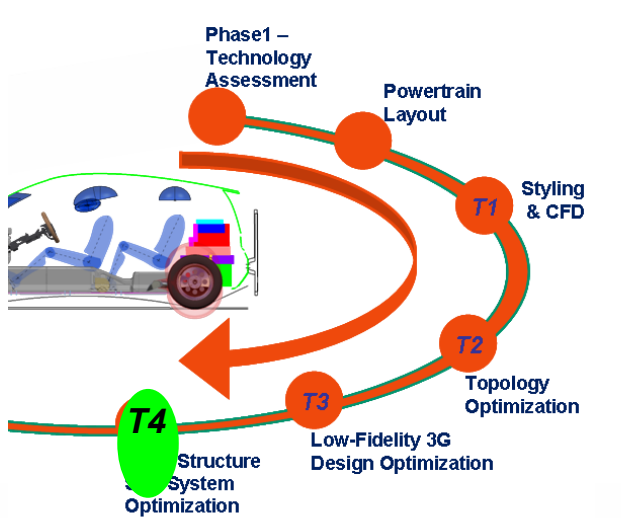 Phase1 –
Technology
Assessment
Powertrain
Layout
T1
Styling
& CFD
T2
Topology
Optimization
T3
Low-Fidelity 3G
Design Optimization
T4
Structure
System
Optimization